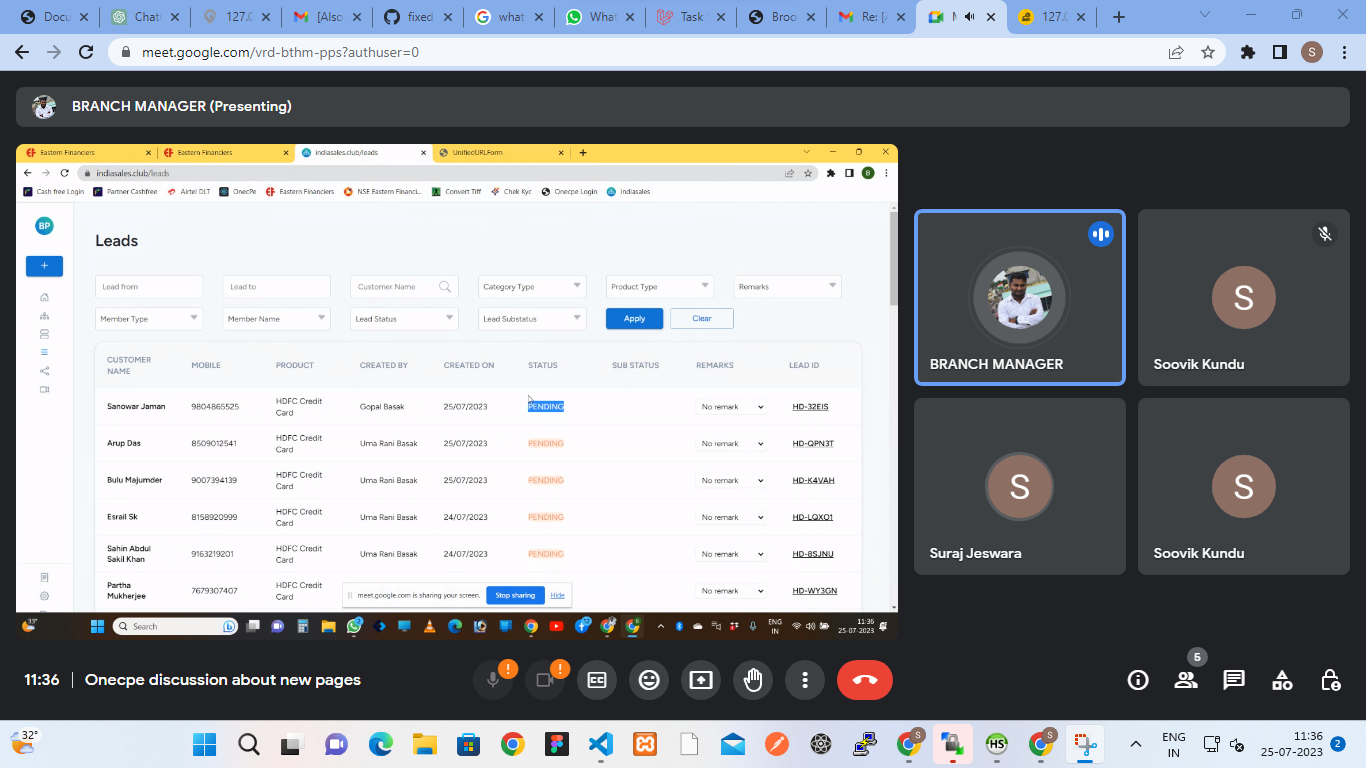 Docu
Chat
127.0
[Also
fixed
what
What
Task
Broo
Re: [A
M
127.0
meet.google.com/vrd-bthm-pps?authuser=0
S
BRANCH MANAGER (Presenting)
Eastern Financiers
Eastern Financiers
indiasales.club/leads
UnifiedURLForm
indiasales.club/leads
B
Cash free Login
Partner Cashfree
Airtel DLT
OnecPe
Eastern Financiers
NSE Eastern Financi...
Convert Tiff
Chek Kyc
Onecpe Login
Indiasales
BP
+
Leads
Lead from
Lead to
Customer Name
Category Type
Product Type
Remarks
Member Type
Member Name
Lead Status
Lead Substatus
Apply
Clear
CUSTOMER NAME MOBILE PRODUCT CREATED BY CREATED ON STATUS SUB STATUS REMARKS LEAD ID
Sanowar Jaman 9804865525 HDFC Credit Card Gopal Basak 25/07/2023 PENDING No remark HD-32EIS
Arup Das 8509012541 HDFC Credit Card Uma Rani Basak 25/07/2023 PENDING No remark HD-QPN3T
Bulu Majumder 9007394139 HDFC Credit Card Uma Rani Basak 25/07/2023 PENDING No remark HD-K4VAH
Esrail Sk 8158920999 HDFC Credit Card Uma Rani Basak 24/07/2023 PENDING No remark HD-LQXO1
Sahin Abdul Sakil Khan 9163219201 HDFC Credit Card Uma Rani Basak 24/07/2023 PENDING No remark HD-8SJNU
Partha Mukherjee 7679307407 HDFC Credit Card No remark HD-WY3GN
meet.google.com is sharing your screen.
Stop sharing
Hide
33°
Search
ENG
IN
11:36
25-07-2023
BRANCH MANAGER
S
Soovik Kundu
S
Suraj Jeswara
S
Soovik Kundu
11:36 | Onecpe discussion about new pages
5
32°
HS
S
S
ENG
IN
11:36
25-07-2023
2